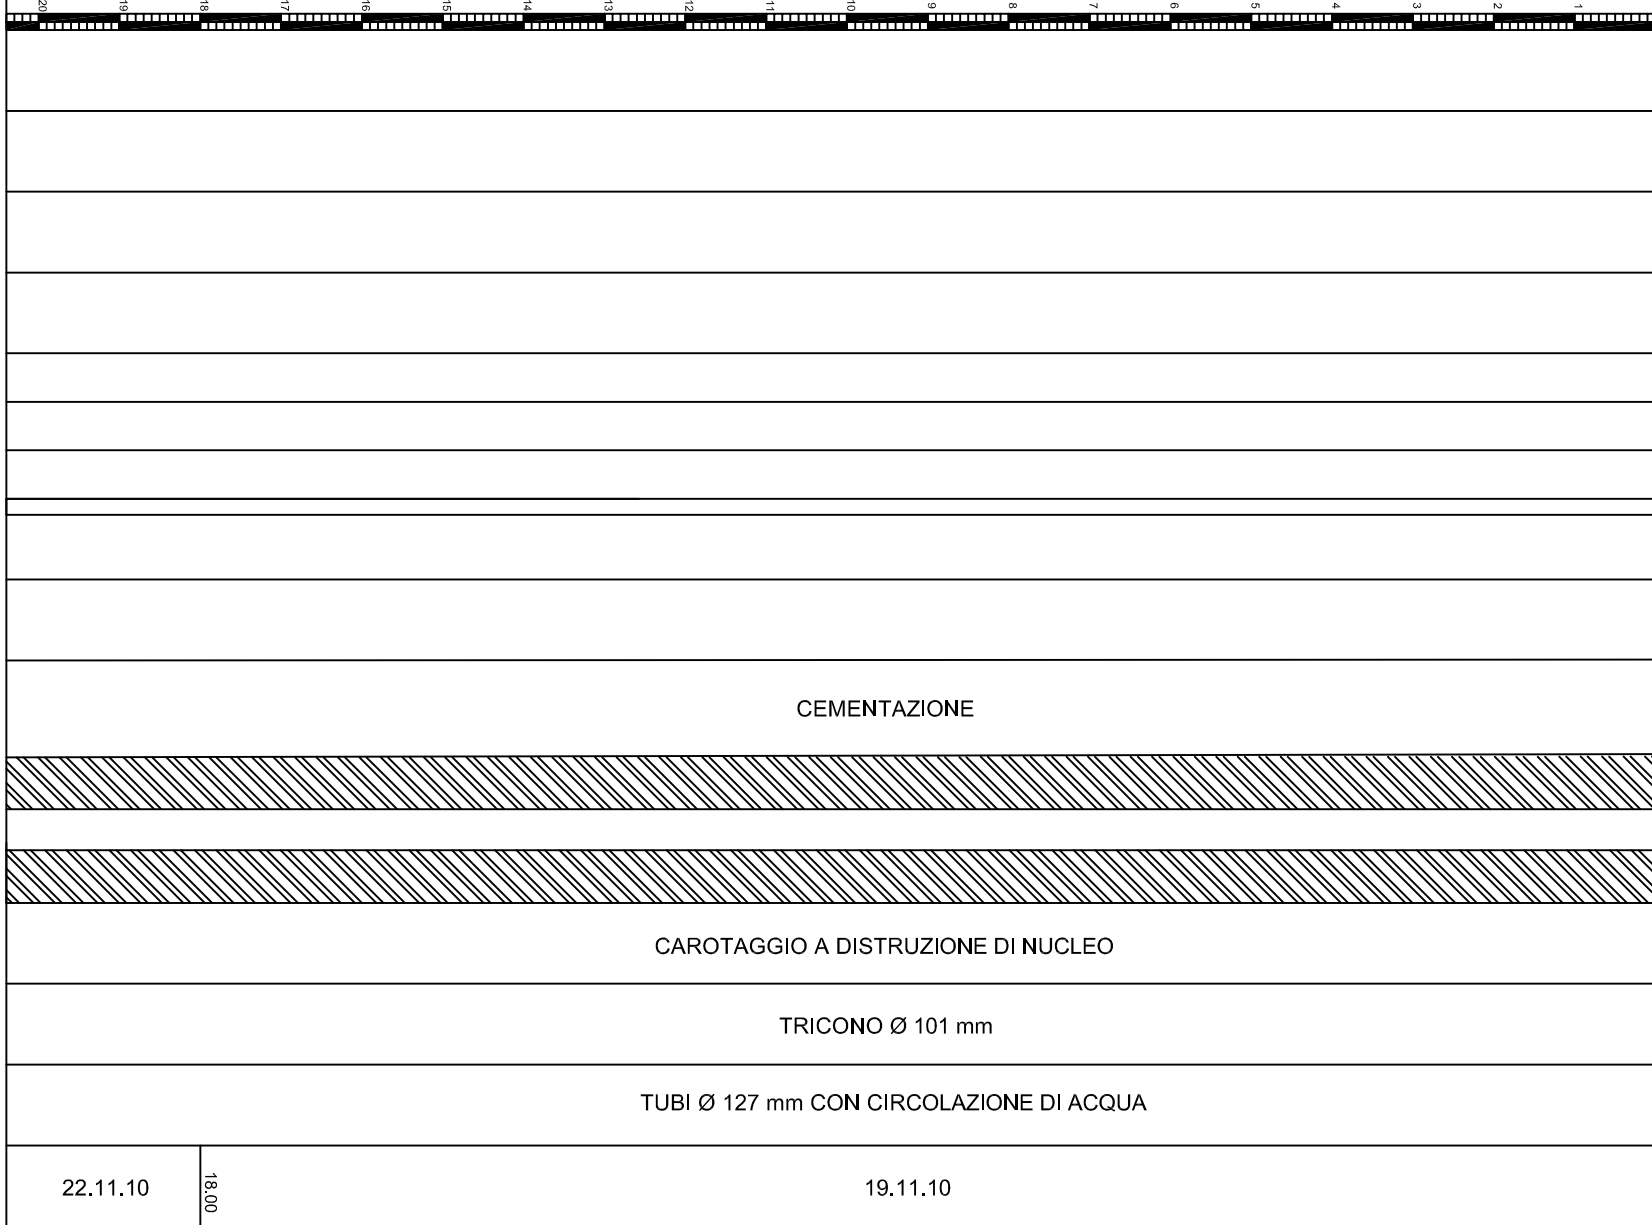 20 19 18 17 16 15 14 13 12 11 10 9 8 7 6 5 4 3 2 1
CEMENTAZIONE
CAROTAGGIO A DISTRUZIONE DI NUCLEO
TRICONO Ø 101 mm
TUBI Ø 127 mm CON CIRCOLAZIONE DI ACQUA
22.11.10
18.00
19.11.10